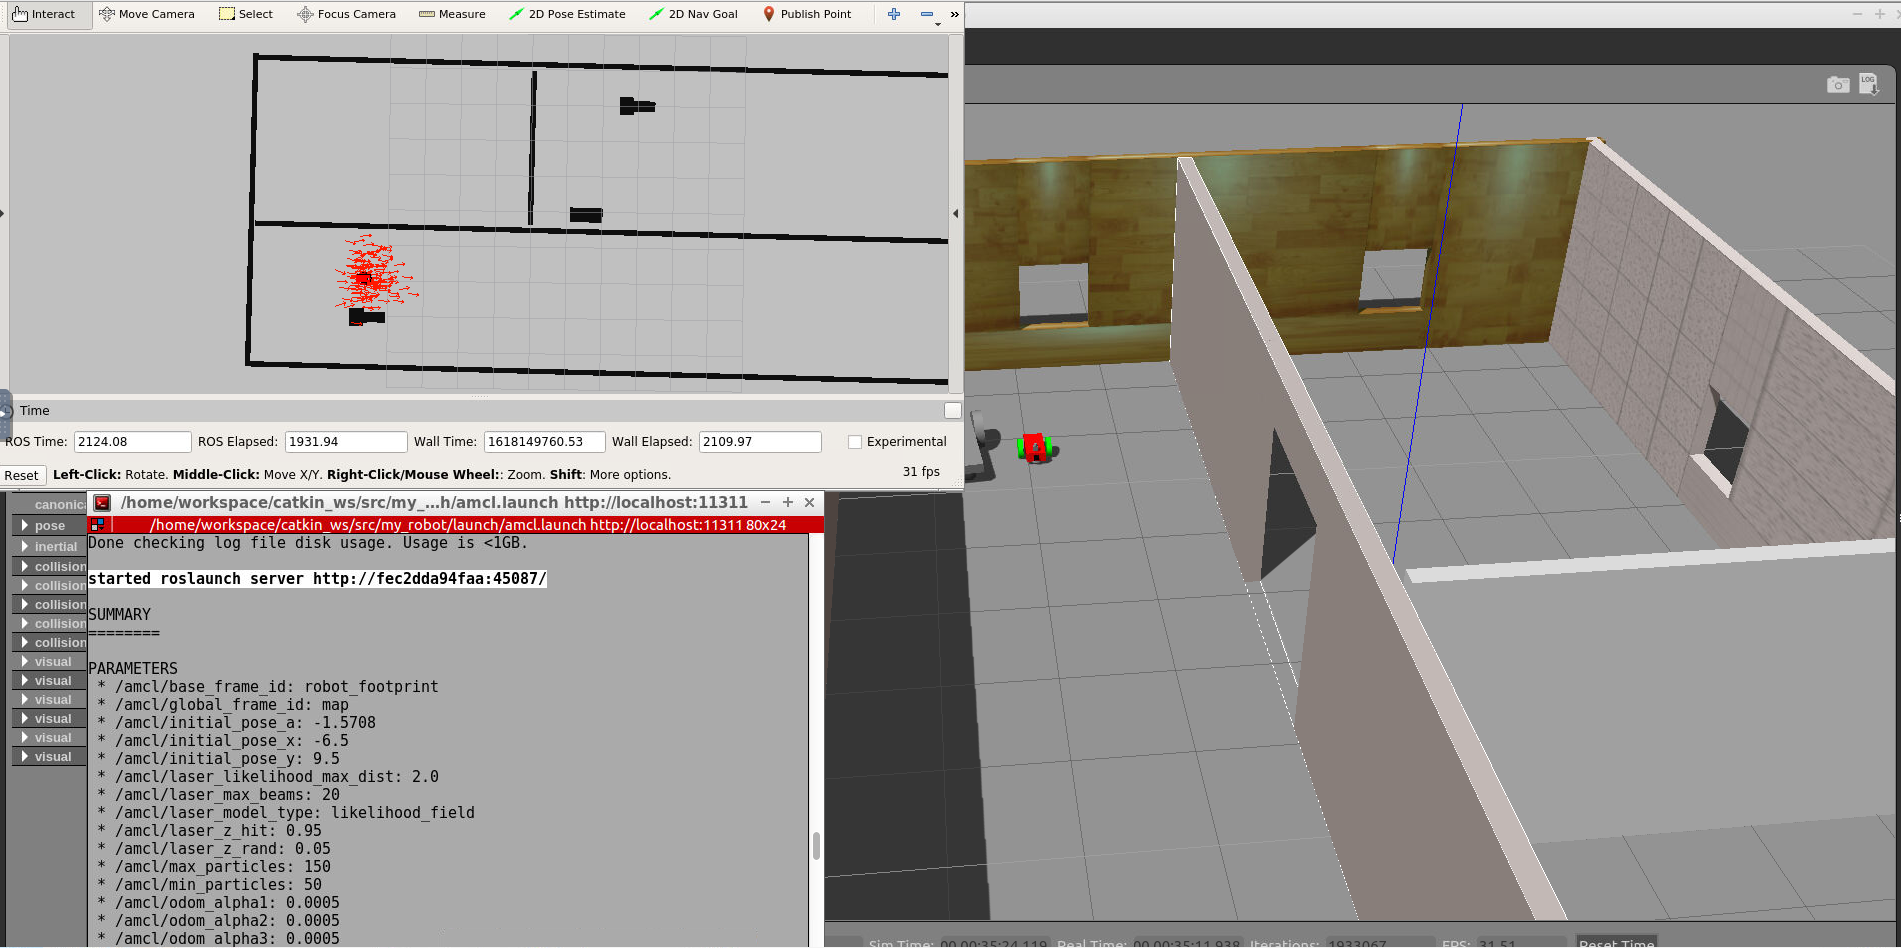 Interact Move Camera Select Focus Camera Measure 2D Pose Estimate 2D Nav Goal Publish Point »
LOG
Time
ROS Time: 2124.08 ROS Elapsed: 1931.94 Wall Time: 1618149760.53 Wall Elapsed: 2109.97 Experimental
Reset Left-Click: Rotate. Middle-Click: Move X/Y. Right-Click/Mouse Wheel:: Zoom. Shift: More options. 31 fps
canonic
pose
inertial
collision
collision
collision
collision
collision
visual
visual
visual
visual
visual
visual
/home/workspace/catkin_ws/src/my_...h/amcl.launch http://localhost:11311
/home/workspace/catkin_ws/src/my_robot/launch/amcl.launch http://localhost:11311 80x24
Done checking log file disk usage. Usage is <1GB.
started roslaunch server http://fec2dda94faa:45087/
SUMMARY
========
PARAMETERS
* /amcl/base_frame_id: robot_footprint
* /amcl/global_frame_id: map
* /amcl/initial_pose_a: -1.5708
* /amcl/initial_pose_x: -6.5
* /amcl/initial_pose_y: 9.5
* /amcl/laser_likelihood_max_dist: 2.0
* /amcl/laser_max_beams: 20
* /amcl/laser_model_type: likelihood_field
* /amcl/laser_z_hit: 0.95
* /amcl/laser_z_rand: 0.05
* /amcl/max_particles: 150
* /amcl/min_particles: 50
* /amcl/odom_alpha1: 0.0005
* /amcl/odom_alpha2: 0.0005
* /amcl/odom_alpha3: 0.0005
Sim Time: 00 00:35:24.119 Real Time: 00 00:35:11.938 Iterations: 1933067 FPS: 31.51 Reset Time